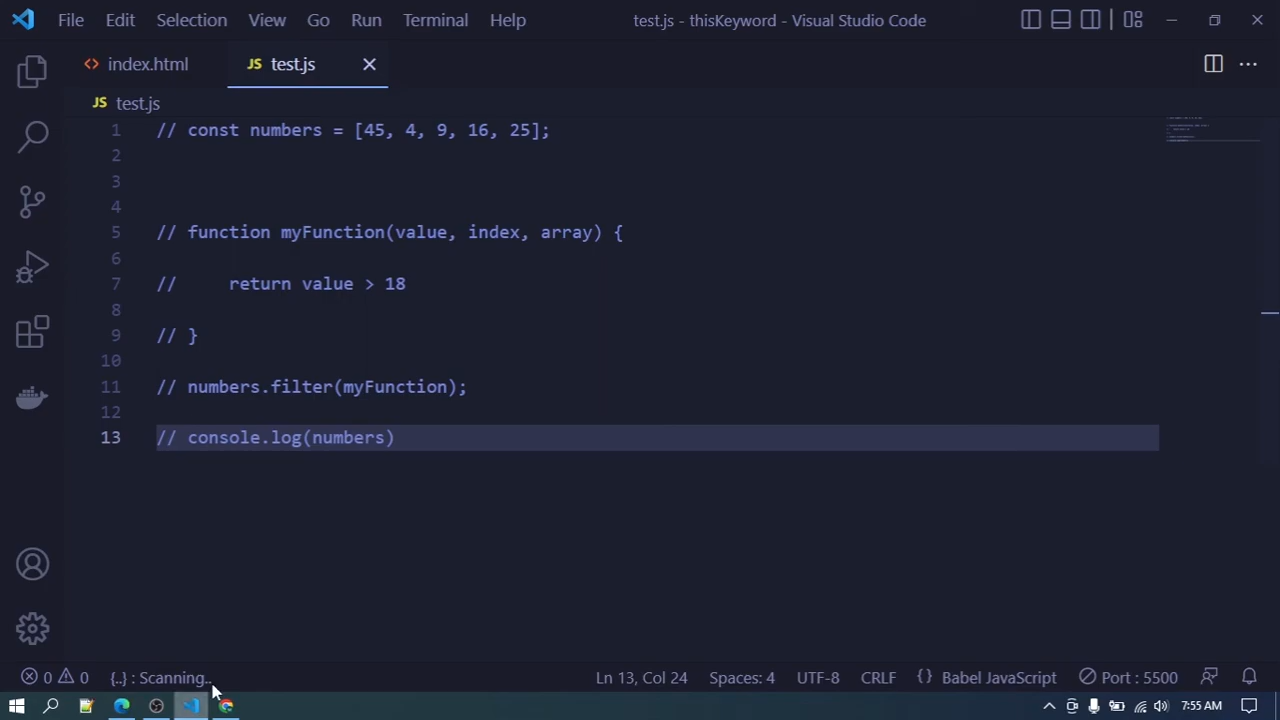 File Edit Selection View Go Run Terminal Help test.js - thisKeyword - Visual Studio Code
<> index.html JS test.js
JS test.js
1 // const numbers = [45, 4, 9, 16, 25];
2
3
4
5 // function myFunction(value, index, array) {
6
7 //     return value > 18
8
9 // }
10
11 // numbers.filter(myFunction);
12
13 // console.log(numbers)
0 0 {..} : Scanning.. Ln 13, Col 24 Spaces: 4 UTF-8 CRLF {} Babel JavaScript Port : 5500
7:55 AM